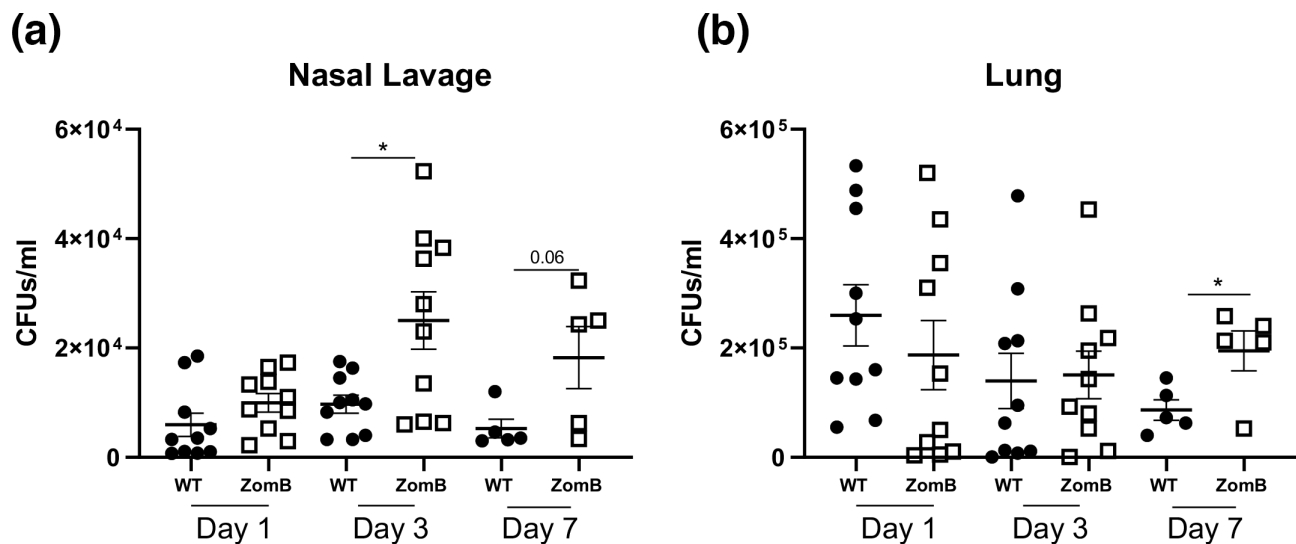 (a)
Nasal Lavage
CFUs/ml
6×10⁴
4×10⁴
2×10⁴
0
*
0.06
WT ZomB WT ZomB WT ZomB
Day 1 Day 3 Day 7
(b)
Lung
CFUs/ml
6×10⁵
4×10⁵
2×10⁵
0
*
WT ZomB WT ZomB WT ZomB
Day 1 Day 3 Day 7